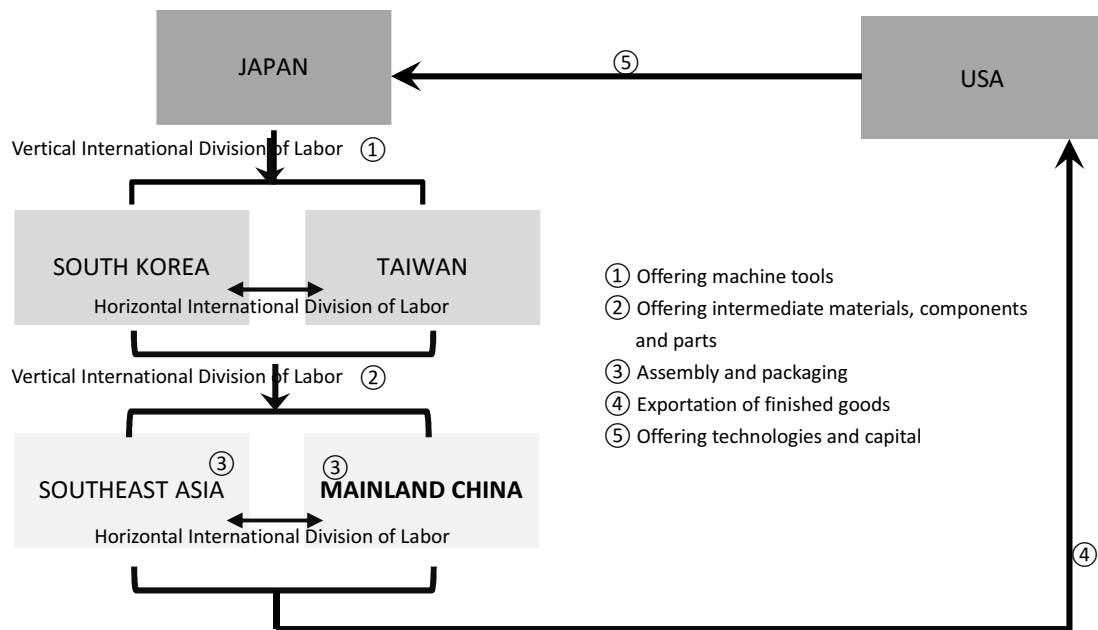 JAPAN
⑤
USA
Vertical International Division of Labor ①
SOUTH KOREA
TAIWAN
Horizontal International Division of Labor
① Offering machine tools
② Offering intermediate materials, components
and parts
③ Assembly and packaging
④ Exportation of finished goods
⑤ Offering technologies and capital
Vertical International Division of Labor ②
③
SOUTHEAST ASIA
③
MAINLAND CHINA
Horizontal International Division of Labor
④